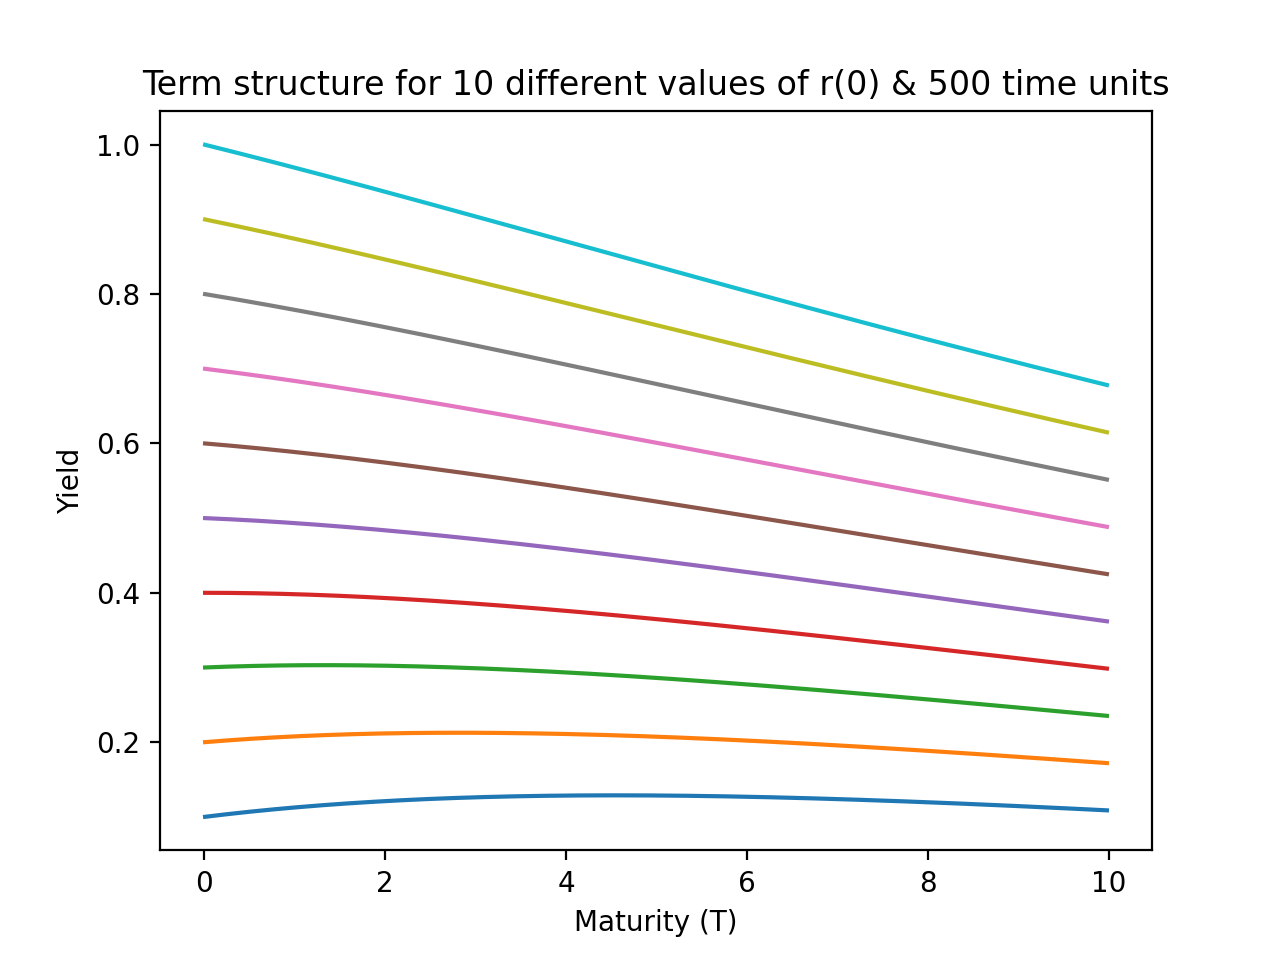 Term structure for 10 different values of r(0) & 500 time units
1.0
0.8
0.6
0.4
0.2
Yield
0 2 4 6 8 10
Maturity (T)